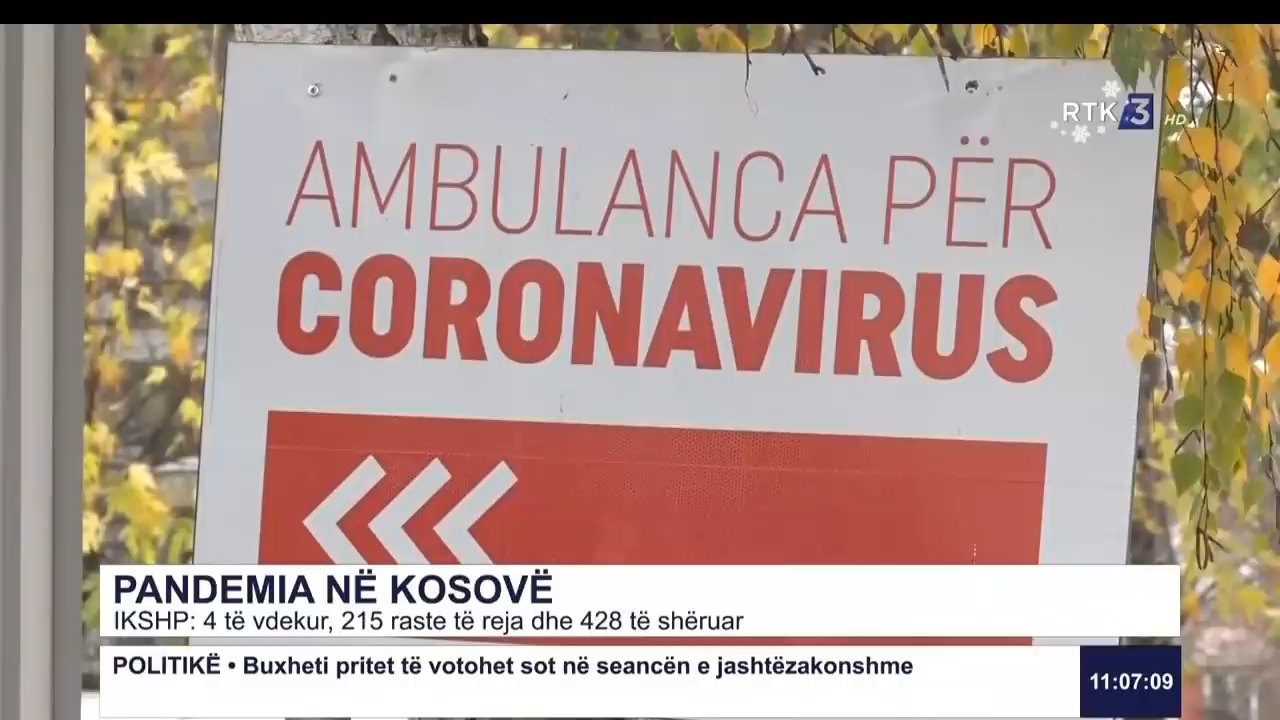 RTK 3 HD
AMBULANCA PËR
CORONAVIRUS
PANDEMIA NË KOSOVË
IKSHP: 4 të vdekur, 215 raste të reja dhe 428 të shëruar
POLITIKË • Buxheti pritet të votohet sot në seancën e jashtëzakonshme
11:07:09